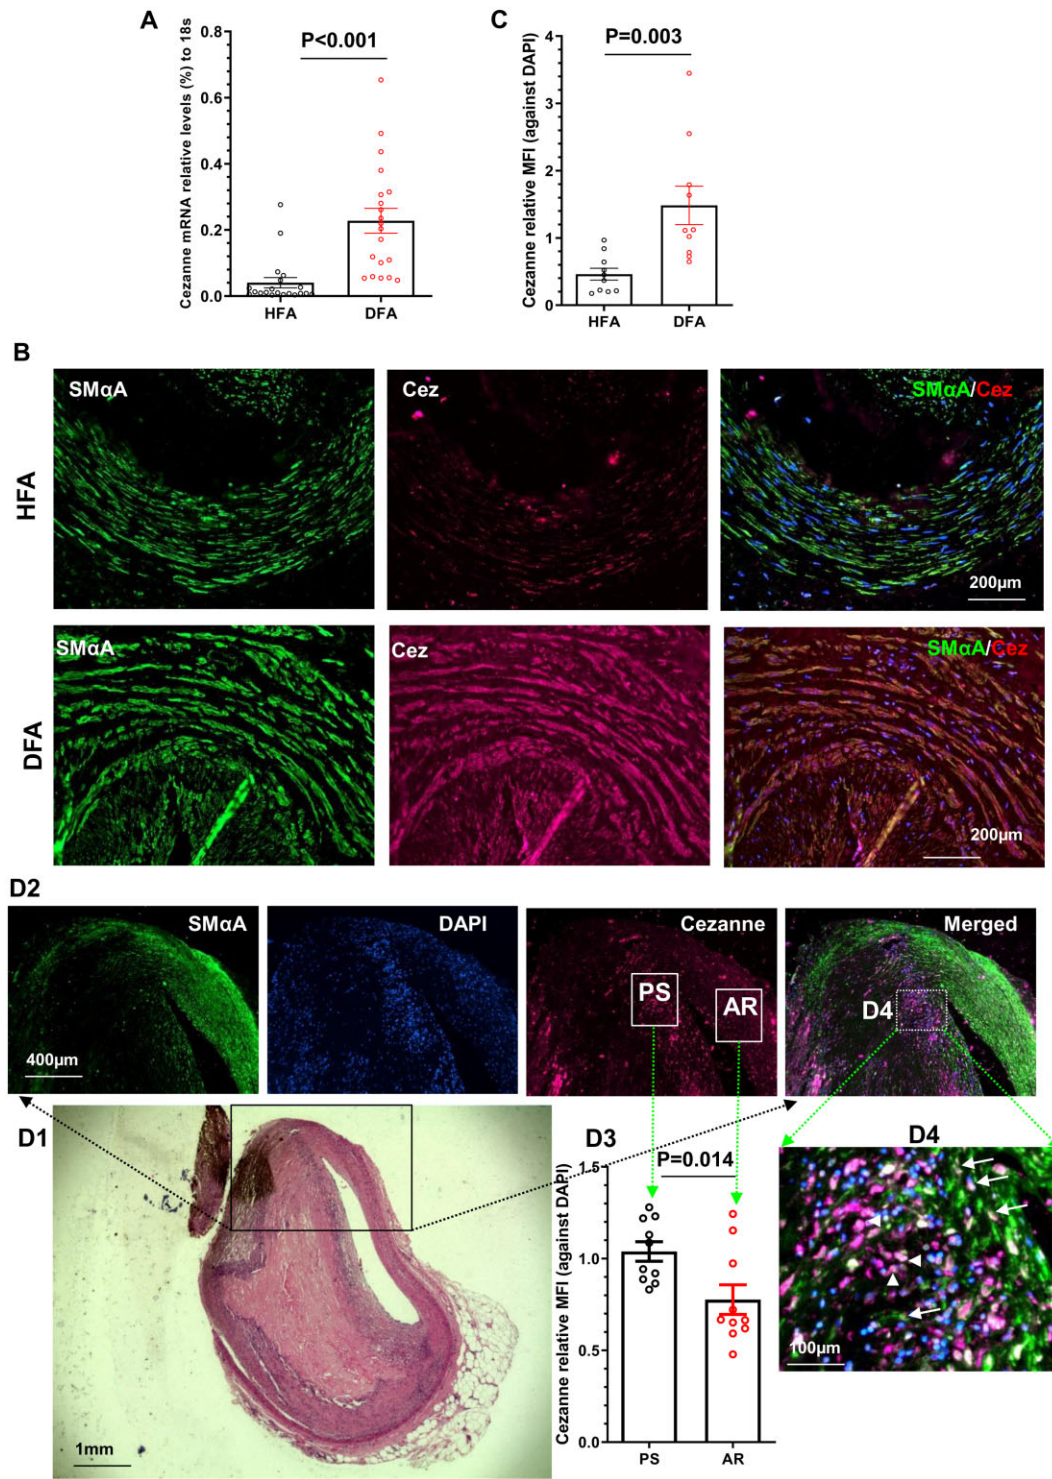 A
Cezanne mRNA relative levels (%) to 18s
P<0.001
0.8
0.6
0.4
0.2
0.0
HFA
DFA
C
Cezanne relative MFI (against DAPI)
P=0.003
4
3
2
1
0
HFA
DFA
B
HFA
SMαA
Cez
SMαA/Cez
200µm
DFA
SMαA
Cez
SMαA/Cez
200µm
D2
SMαA
400µm
DAPI
Cezanne
PS
AR
Merged
D4
D1
1mm
D3
Cezanne relative MFI (against DAPI)
P=0.014
1.5
1.0
0.5
0.0
PS
AR
D4
100µm